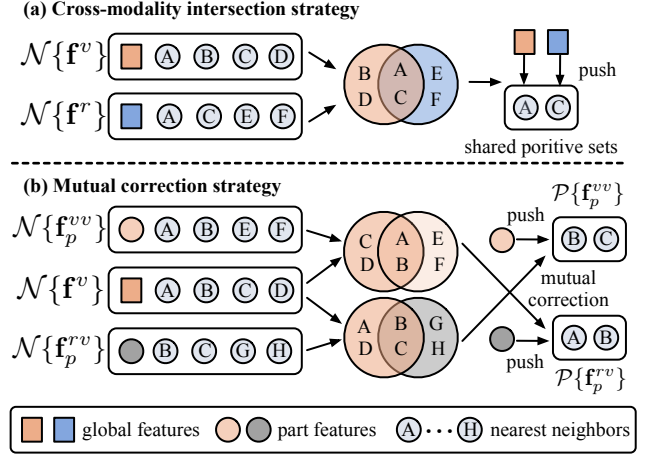 (a) Cross-modality intersection strategy
𝒩{f^v} A B C D
𝒩{f^r} A C E F
B A E
D C F
push
A C
shared poritive sets
(b) Mutual correction strategy
𝒩{f_p^{vv}} A B E F
𝒩{f^v} A B C D
𝒩{f_p^{rv}} B C G H
C A E
D B F
A B G
D C H
𝒫{f_p^{vv}}
push
B C
mutual
correction
A B
push
𝒫{f_p^{rv}}
global features part features A ··· H nearest neighbors